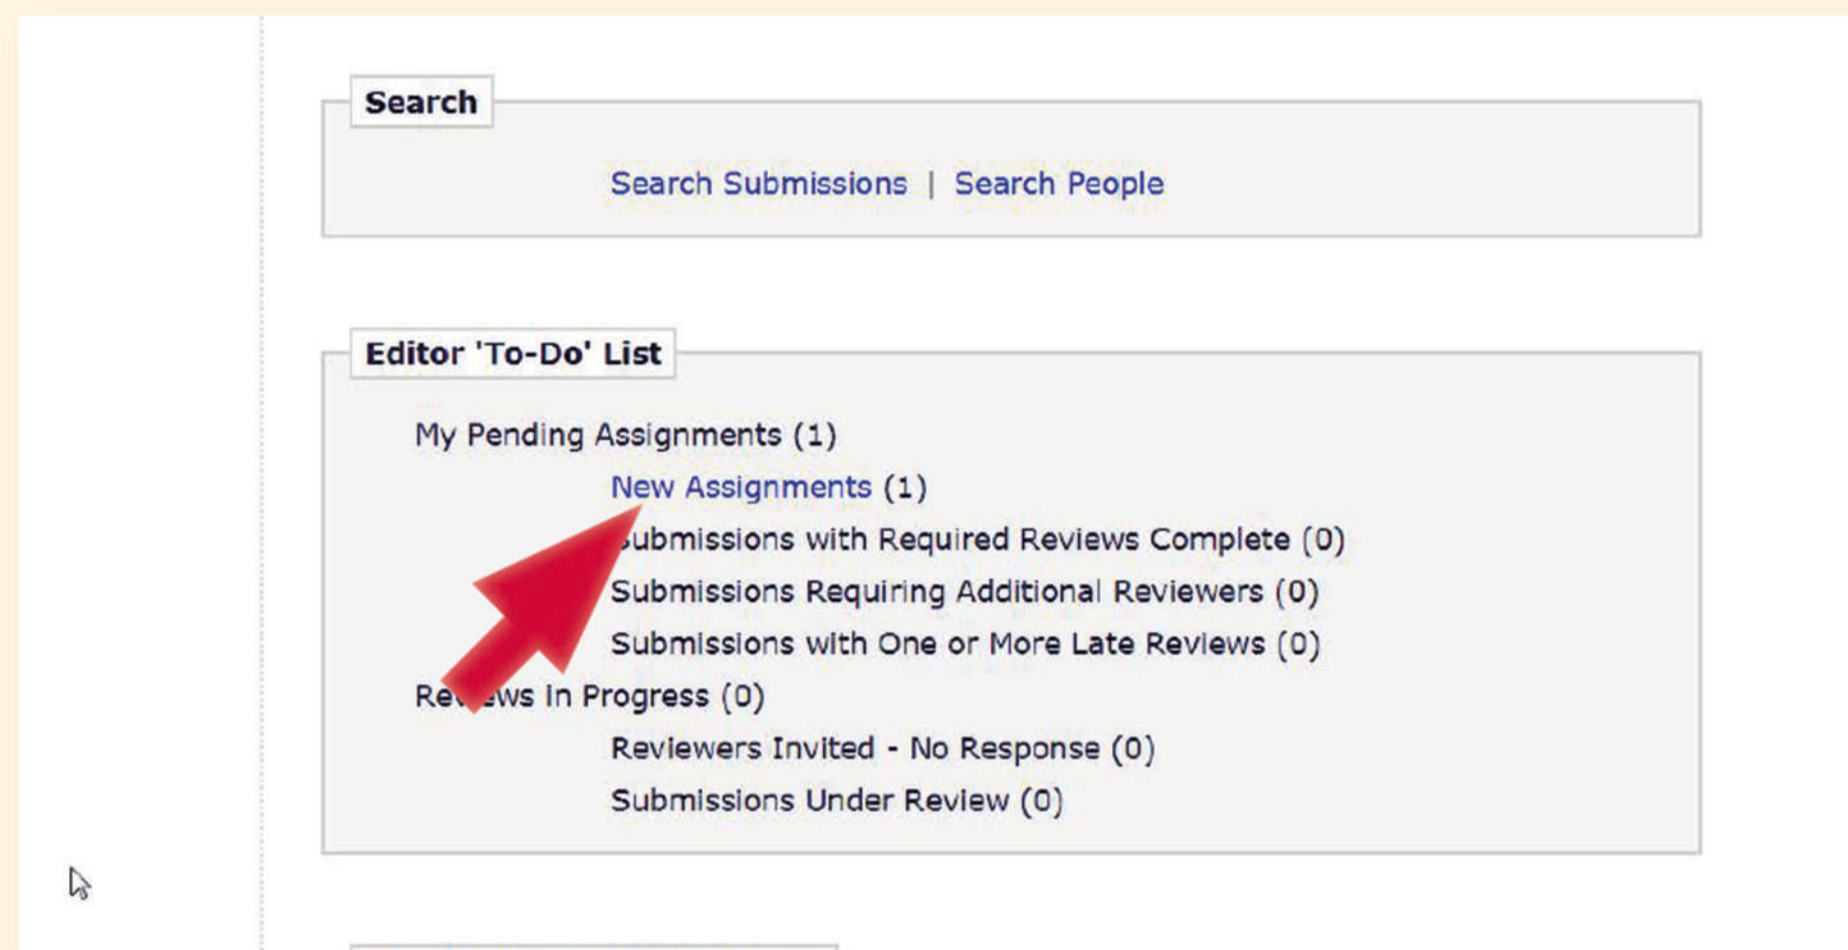 Search
Search Submissions | Search People
Editor 'To-Do' List
My Pending Assignments (1)
New Assignments (1)
Submissions with Required Reviews Complete (0)
Submissions Requiring Additional Reviewers (0)
Submissions with One or More Late Reviews (0)
Reviews in Progress (0)
Reviewers Invited - No Response (0)
Submissions Under Review (0)